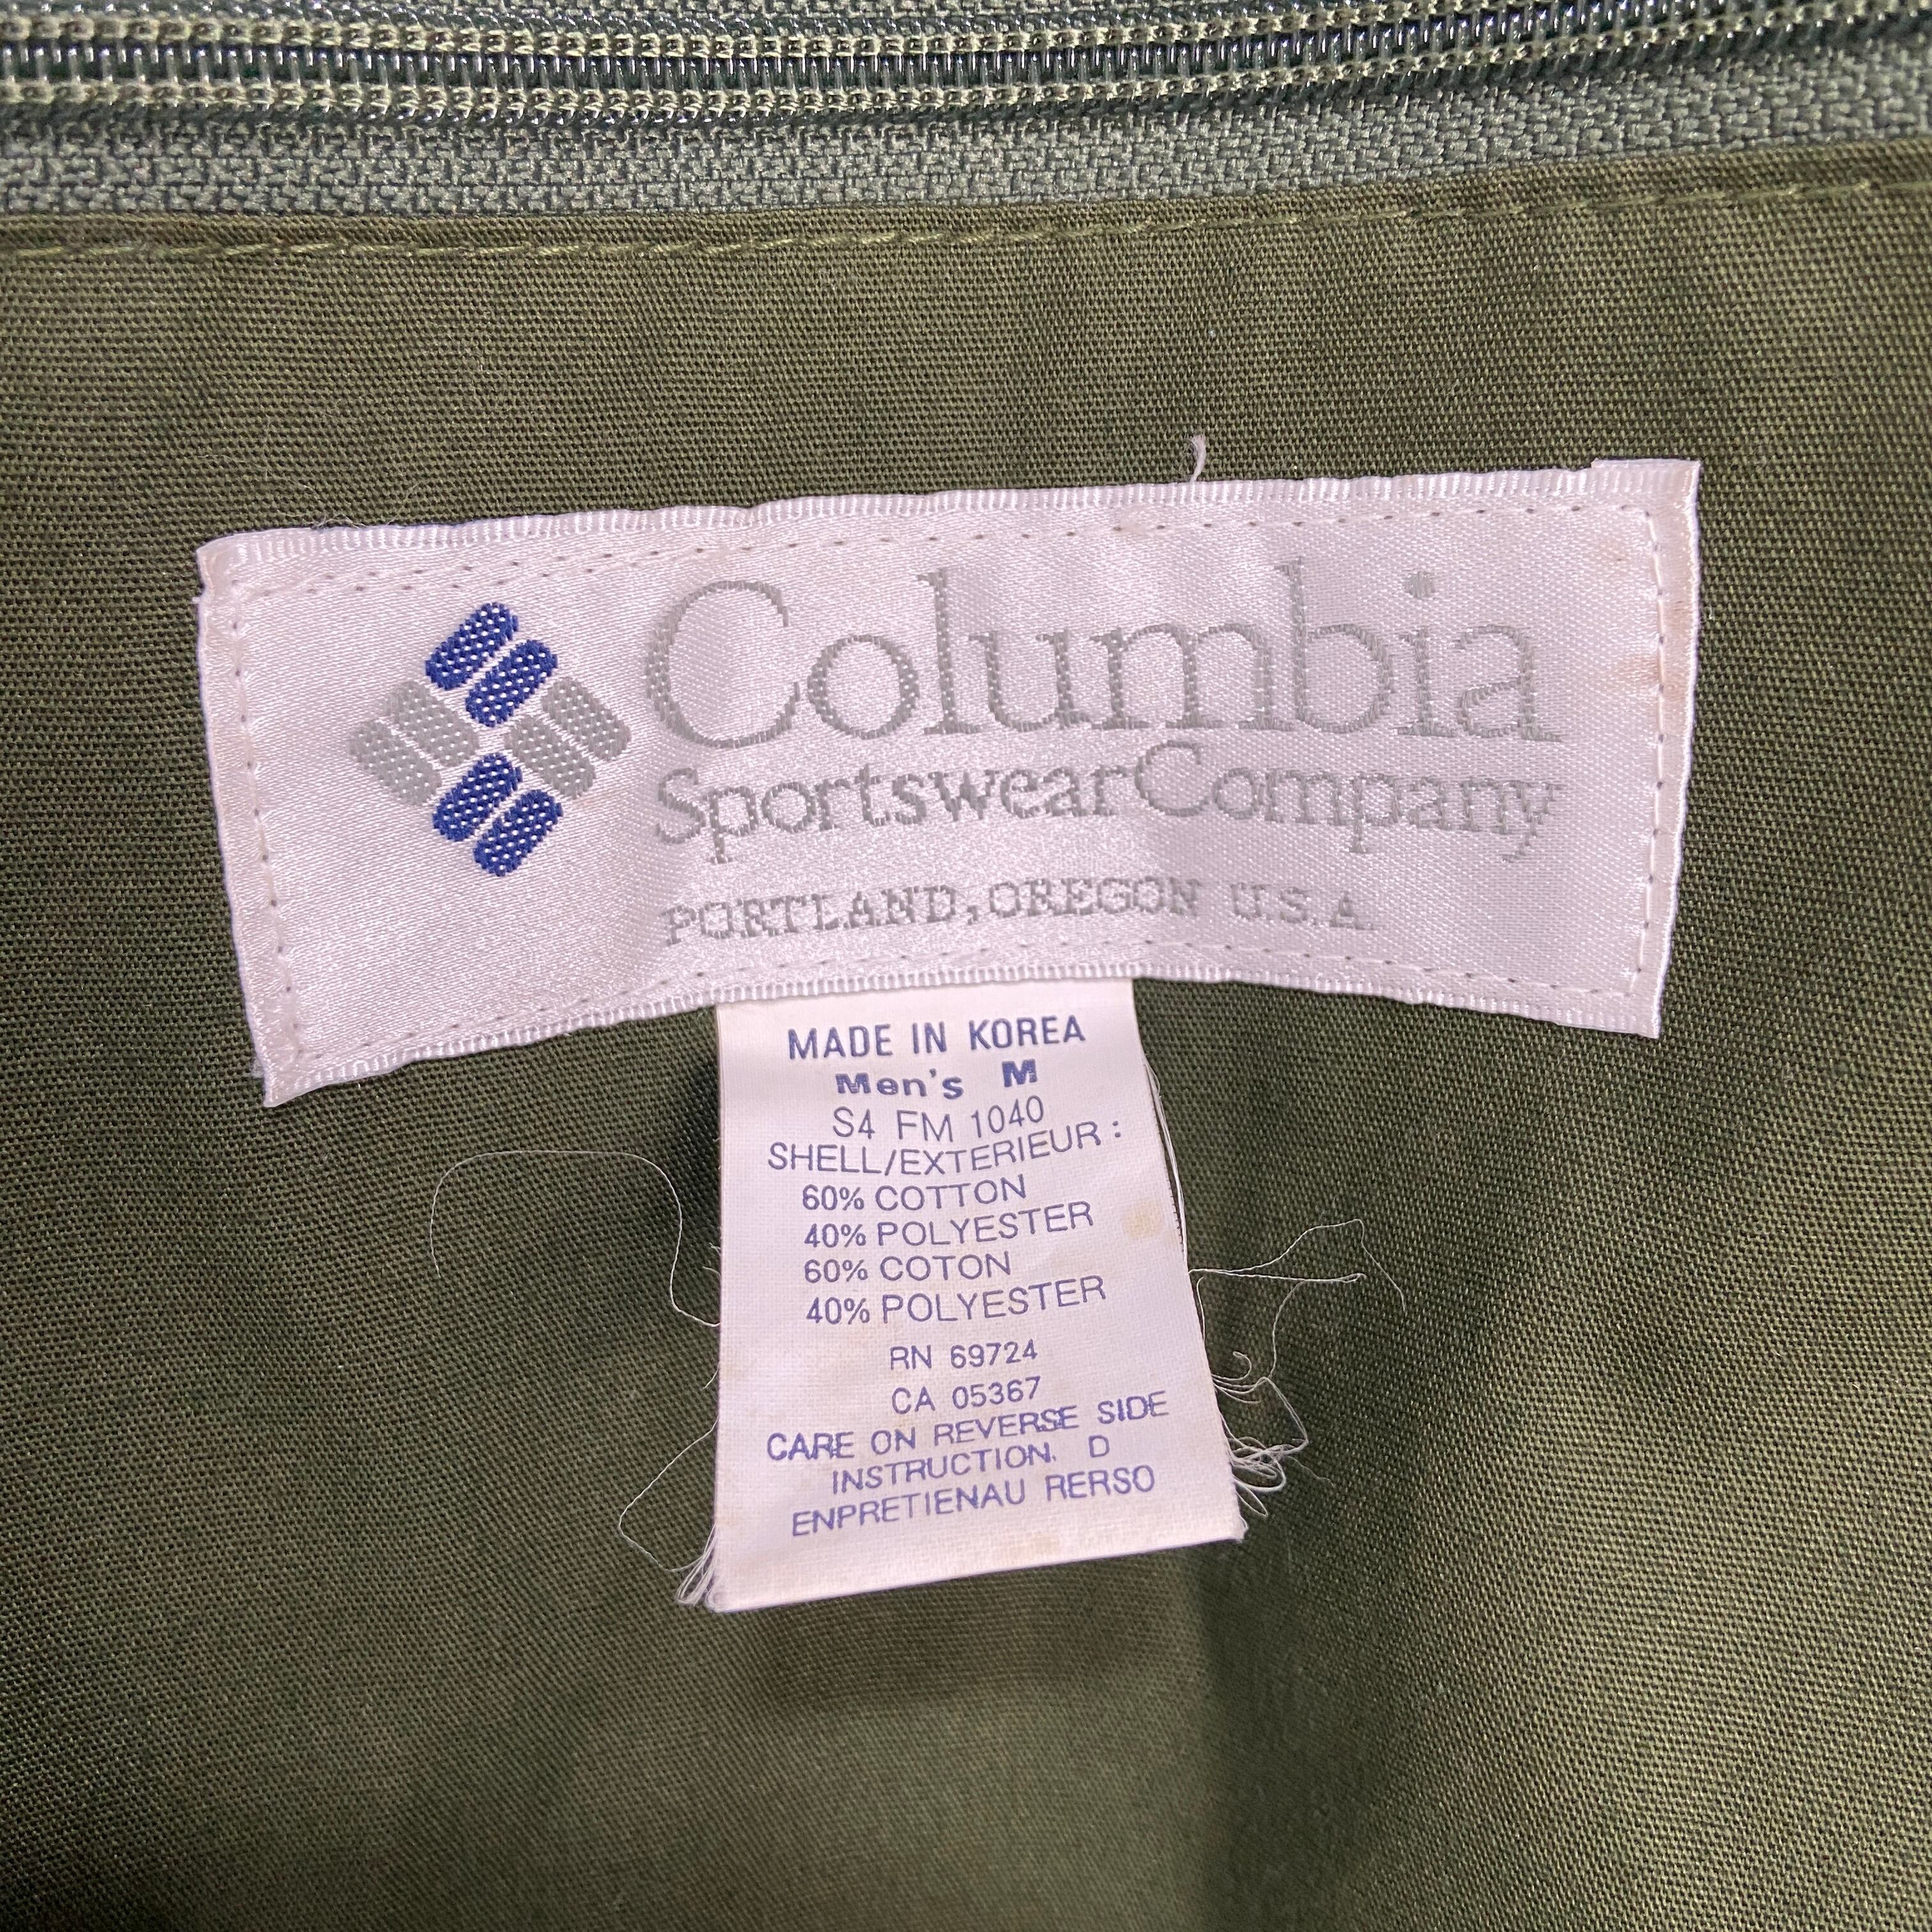 Columbia
SportswearCompany
PORTLAND, OREGON U.S.A.
MADE IN KOREA
Men's M
S4 FM 1040
SHELL/EXTERIEUR :
60% COTTON
40% POLYESTER
60% COTON
40% POLYESTER
RN 69724
CA 05367
CARE ON REVERSE SIDE
INSTRUCTION. D
ENPRETIENAU RERSO